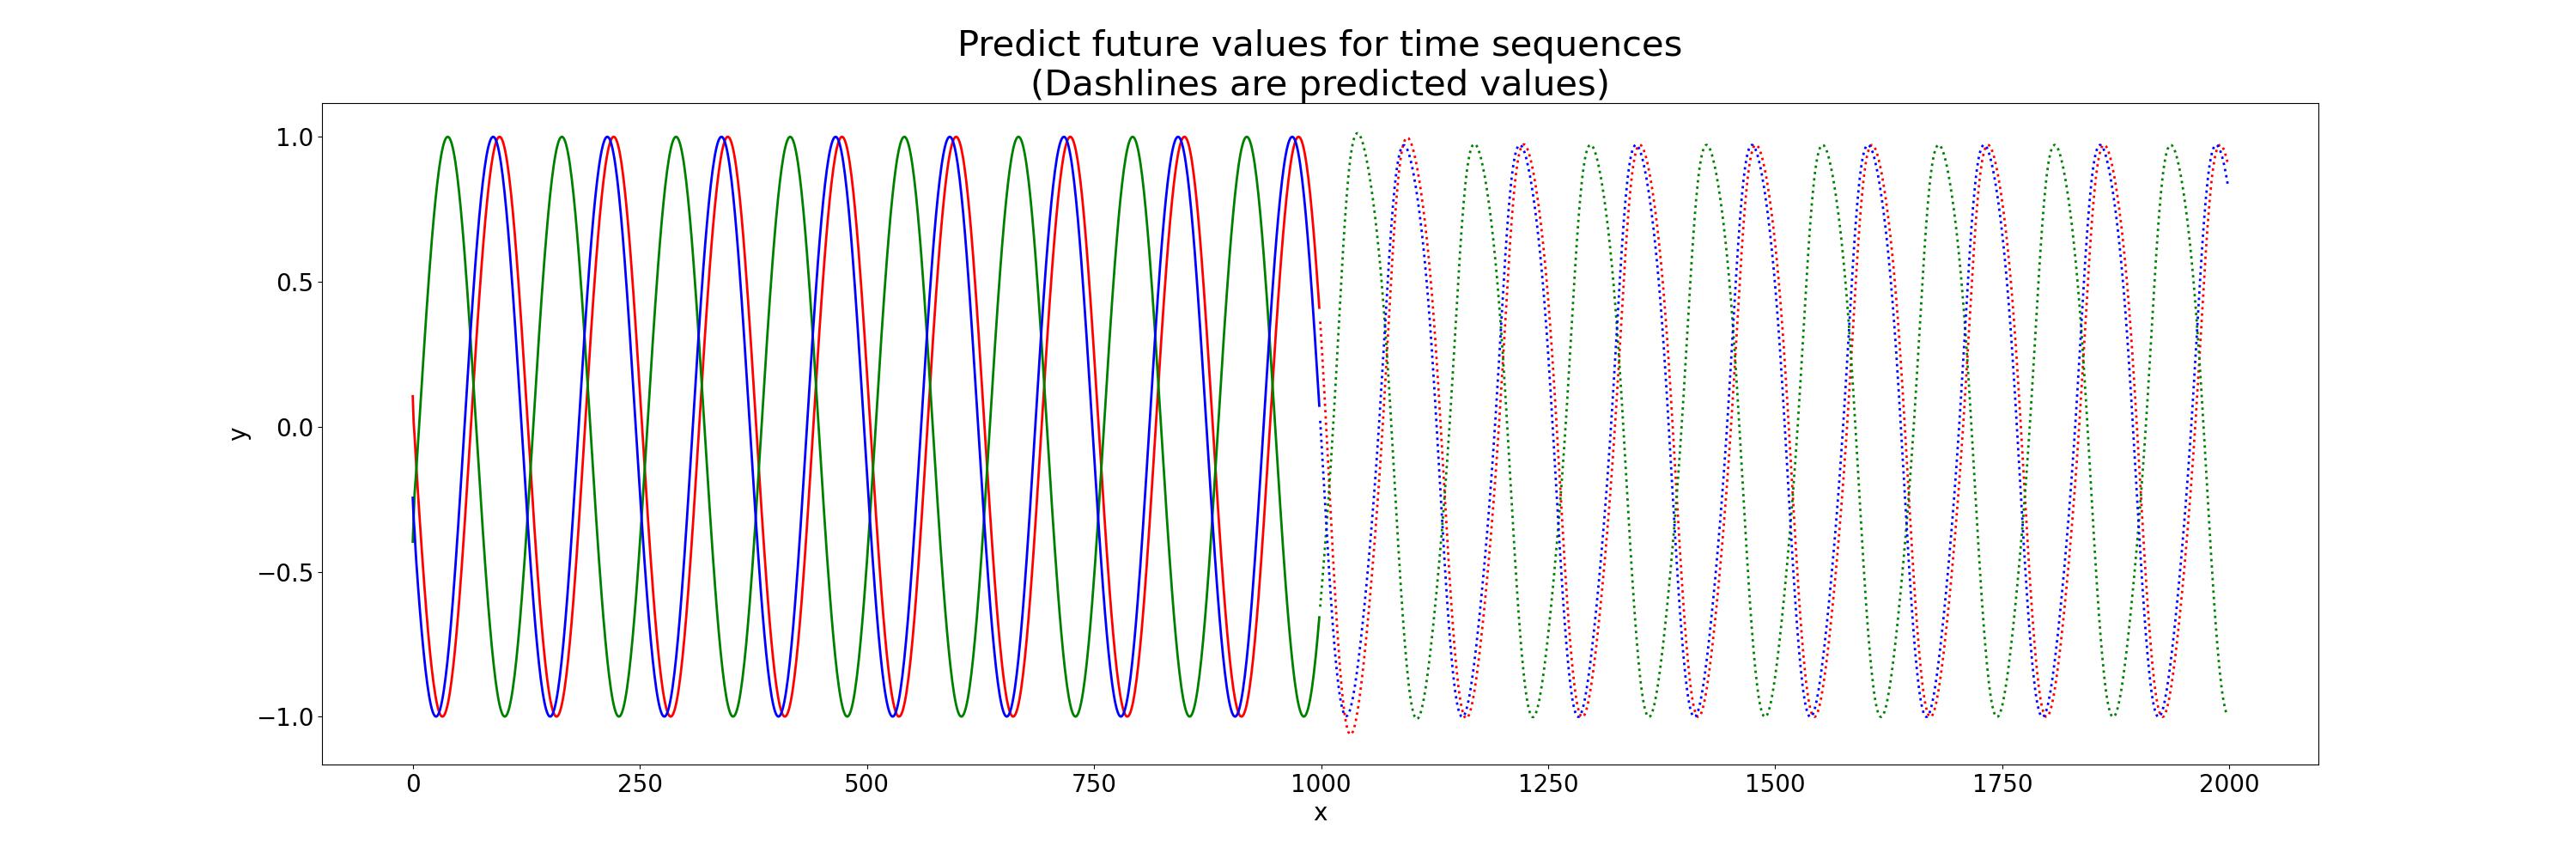 Predict future values for time sequences
(Dashlines are predicted values)
1.0
0.5
0.0
−0.5
−1.0
y
0 250 500 750 1000 1250 1500 1750 2000
x